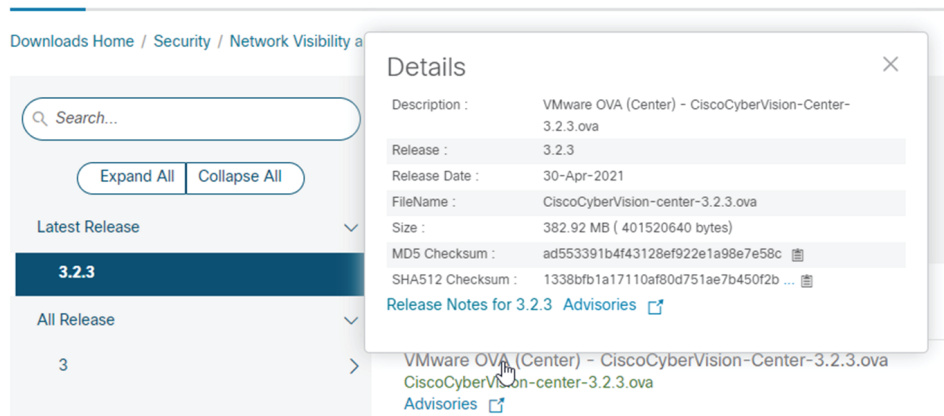 Downloads Home / Security / Network Visibility a
Search...
Expand All
Collapse All
Latest Release
3.2.3
All Release
3
Details
Description :
VMware OVA (Center) - CiscoCyberVision-Center-
3.2.3.ova
Release :
3.2.3
Release Date :
30-Apr-2021
FileName :
CiscoCyberVision-center-3.2.3.ova
Size :
382.92 MB ( 401520640 bytes)
MD5 Checksum :
ad553391b4f43128ef922e1a98e7e58c
SHA512 Checksum :
1338bfb1a17110af80d751ae7b450f2b ...
Release Notes for 3.2.3 Advisories
VMware OVA (Center) - CiscoCyberVision-Center-3.2.3.ova
CiscoCyberVision-center-3.2.3.ova
Advisories